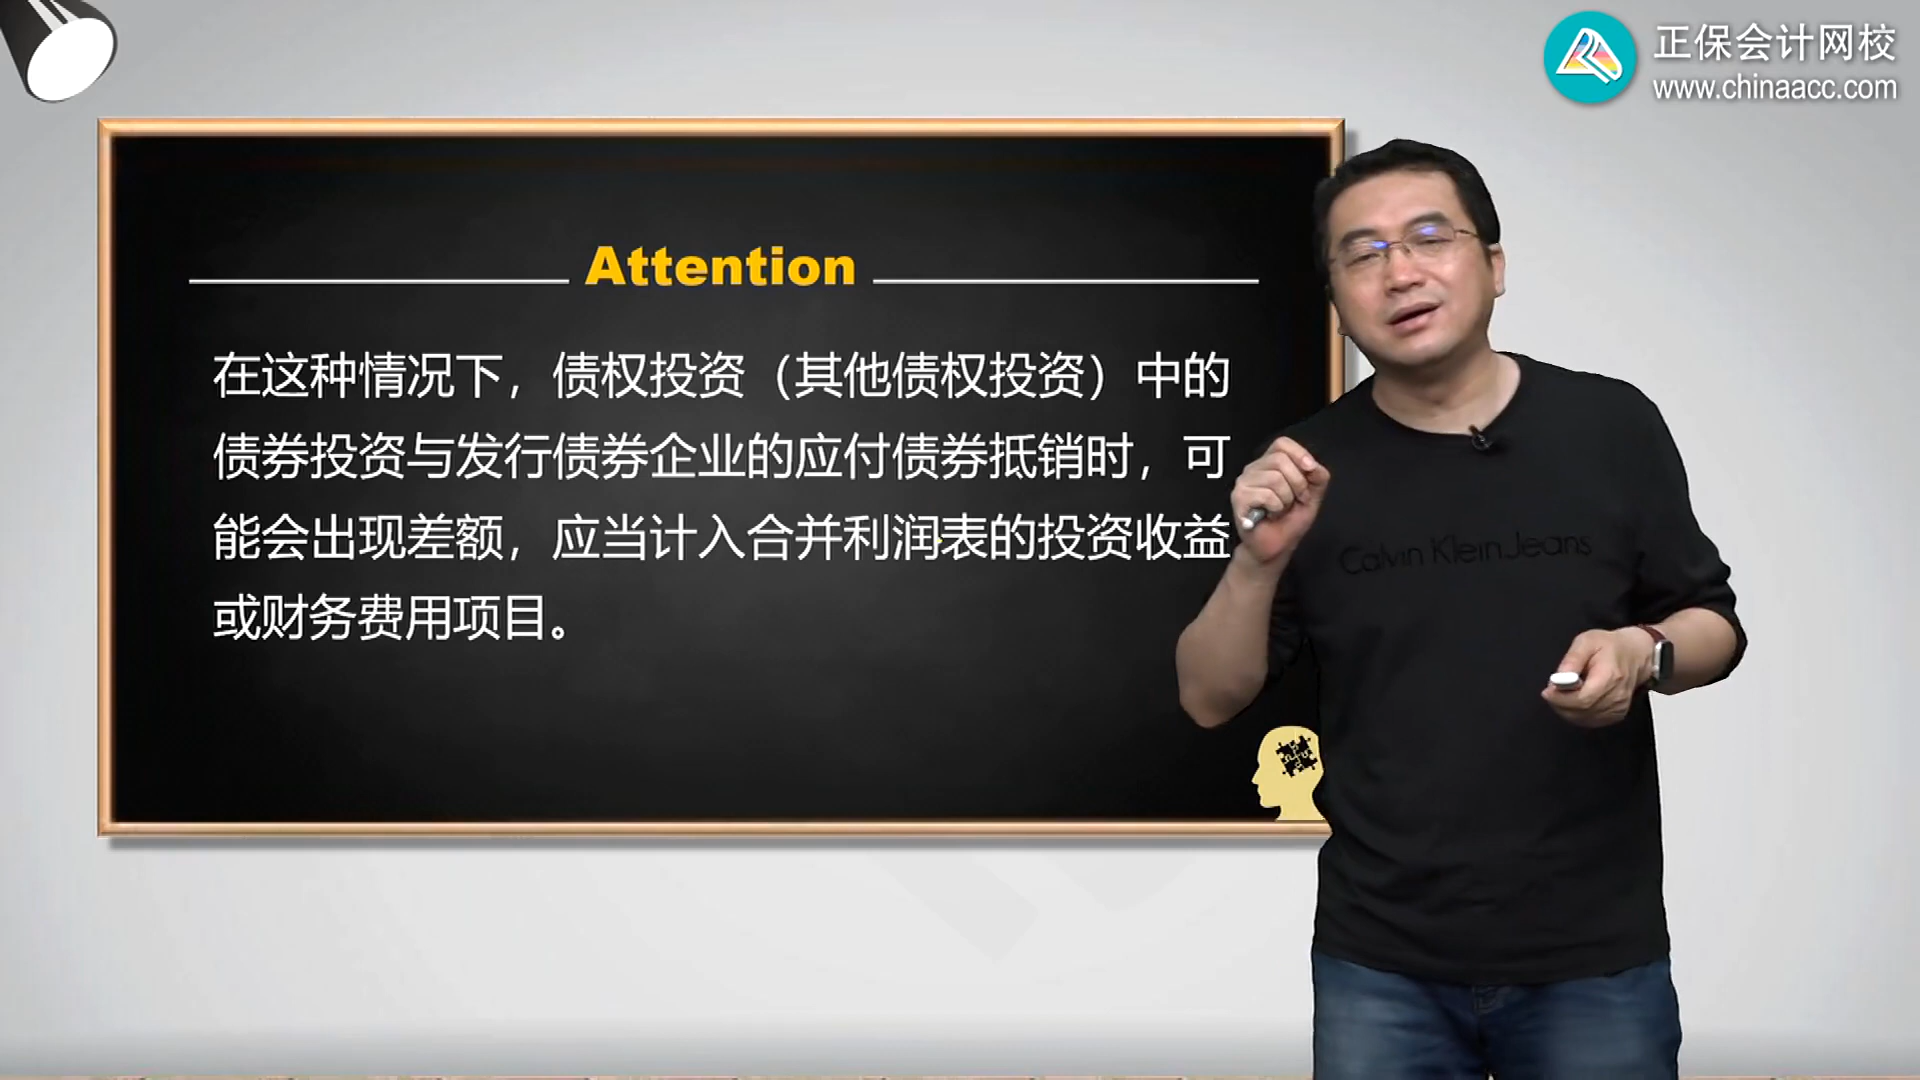 正保会计网校
www.chinaacc.com
Attention
在这种情况下，债权投资（其他债权投资）中的
债券投资与发行债券企业的应付债券抵销时，可
能会出现差额，应当计入合并利润表的投资收益
或财务费用项目。
Calvin Klein Jeans